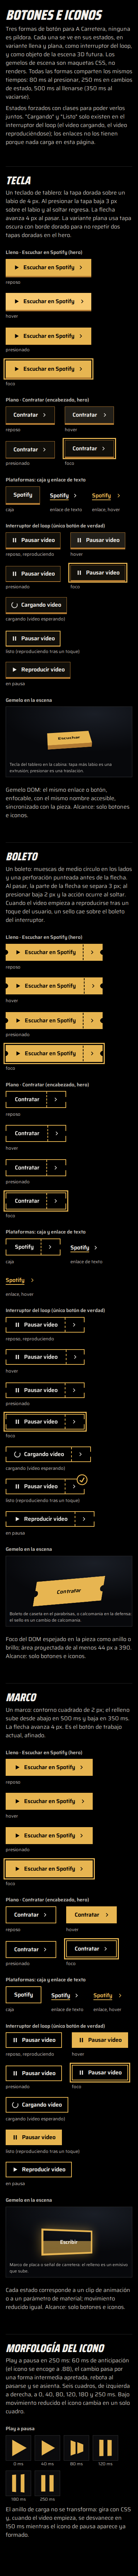 BOTONES E ICONOS
Tres formas de botón para A Carreteira, ninguna
es píldora. Cada una se ve en sus estados, en
variante llena y plana, como interruptor del loop,
y como objeto de la escena 3D futura. Los
gemelos de escena son maquetas CSS, no
renders. Todas las formas comparten los mismos
tiempos: 80 ms al presionar, 250 ms en cambios
de estado, 500 ms al llenarse (350 ms al
vaciarse).
Estados forzados con clases para poder verlos
juntos. "Cargando" y "Listo" solo existen en el
interruptor del loop (el video cargando, el video
reproduciéndose); los enlaces no los tienen
porque nada carga en esta página.
TECLA
Un teclado de tablero: la tapa dorada sobre un
labio de 4 px. Al presionar la tapa baja 3 px
sobre el labio y al soltar regresa. La flecha
avanza 4 px al pasar. La variante plana usa tapa
oscura con borde dorado para no repetir dos
tapas doradas en el hero.
Lleno · Escuchar en Spotify (hero)
Escuchar en Spotify
reposo
Escuchar en Spotify
hover
Escuchar en Spotify
presionado
Escuchar en Spotify
foco
Plano · Contratar (encabezado, hero)
Contratar
Contratar
reposo
hover
Contratar
Contratar
presionado
foco
Plataformas: caja y enlace de texto
Spotify
Spotify
Spotify
caja
enlace de texto
enlace, hover
Interruptor del loop (único botón de verdad)
Pausar video
Pausar video
reposo, reproduciendo
hover
Pausar video
Pausar video
presionado
foco
Cargando video
cargando (video esperando)
Pausar video
listo (reproduciendo tras un toque)
Reproducir video
en pausa
Gemelo en la escena
Escuchar
Tecla del tablero en la cabina: tapa más labio es una
extrusión; presionar es una traslación.
Gemelo DOM: el mismo enlace o botón,
enfocable, con el mismo nombre accesible,
sincronizado con la pieza. Alcance: solo botones
e iconos.
BOLETO
Un boleto: muescas de medio círculo en los lados
y una perforación punteada antes de la flecha.
Al pasar, la parte de la flecha se separa 3 px; al
presionar se junta y todo el boleto se aplana.
Cuando el video empieza a reproducirse tras un
toque del usuario, un sello cae sobre el boleto
del interruptor.
Lleno · Escuchar en Spotify (hero)
Escuchar en Spotify
reposo
Escuchar en Spotify
hover
Escuchar en Spotify
presionado
Escuchar en Spotify
foco
Plano · Contratar (encabezado, hero)
Contratar
reposo
Contratar
hover
Contratar
presionado
Contratar
foco
Plataformas: caja y enlace de texto
Spotify
Spotify
caja
enlace de texto
Spotify
enlace, hover
Interruptor del loop (único botón de verdad)
Pausar video
reposo, reproduciendo
Pausar video
hover
Pausar video
presionado
Pausar video
foco
Cargando video
cargando (video esperando)
Pausar video
listo (reproduciendo tras un toque)
Reproducir video
en pausa
Gemelo en la escena
Contratar
Boleto de caseta en el parabrisas, o calcomanía en la defensa:
el sello es un cambio de calcomanía.
Foco del DOM espejado en la pieza como anillo o
brillo; área proyectada de al menos 44 px a 390.
Alcance: solo botones e iconos.
MARCO
Un marco: contorno cuadrado de 2 px; el relleno
sube desde abajo en 500 ms y baja en 350 ms.
La flecha avanza 4 px. Es el botón de trabajo
actual, afinado.
Lleno · Escuchar en Spotify (hero)
Escuchar en Spotify
reposo
Escuchar en Spotify
hover
Escuchar en Spotify
presionado
Escuchar en Spotify
foco
Plano · Contratar (encabezado, hero)
Contratar
Contratar
reposo
hover
Contratar
Contratar
presionado
foco
Plataformas: caja y enlace de texto
Spotify
Spotify
Spotify
caja
enlace de texto
enlace, hover
Interruptor del loop (único botón de verdad)
Pausar video
Pausar video
reposo, reproduciendo
hover
Pausar video
Pausar video
presionado
foco
Cargando video
cargando (video esperando)
Pausar video
listo (reproduciendo tras un toque)
Reproducir video
en pausa
Gemelo en la escena
Escribir
Marco de placa o señal de carretera: el relleno es un emissive
que sube.
Cada estado corresponde a un clip de animación
o a un parámetro de material; movimiento
reducido igual. Alcance: solo botones e iconos.
MORFOLOGÍA DEL ICONO
Play a pausa en 250 ms: 60 ms de anticipación
(el icono se encoge a .88), el cambio pasa por
una forma intermedia apretada, rebota al
pasarse y se asienta. Seis cuadros, de izquierda
a derecha, a 0, 40, 80, 120, 180 y 250 ms. Bajo
movimiento reducido el icono cambia en un solo
cuadro.
Play a pausa
0 ms
40 ms
80 ms
120 ms
180 ms
250 ms
El anillo de carga no se transforma: gira con CSS
y, cuando el video empieza, se desvanece en
150 ms mientras el icono de pausa aparece ya
formado.